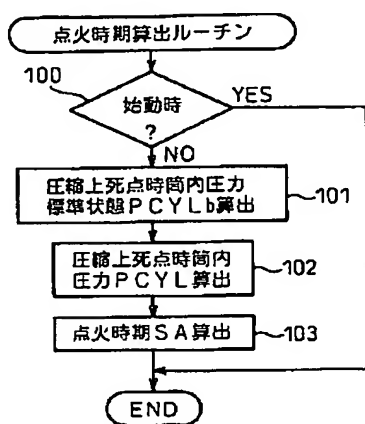 点火時期算出ルーチン
100
始動時
?
YES
NO
圧縮上死点時筒内圧力
標準状態PCYLb算出
101
圧縮上死点時筒内
圧力PCYL算出
102
点火時期SA算出
103
END